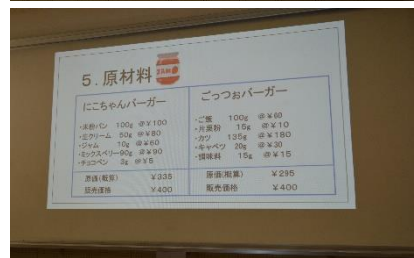 5. 原材料
にこちゃんバーガー
・米粉パン 100g @¥100
・生クリーム 50g @¥80
・ジャム 10g @¥60
・ミックスベリー90g @¥90
・チョコペン 3g @¥5
原価(概算) ¥335
販売価格 ¥400
ごっつぉバーガー
・ご飯 100g @¥60
・片栗粉 15g @¥10
・カツ 135g @¥180
・キャベツ 20g @¥30
・調味料 15g @¥15
原価(概算) ¥295
販売価格 ¥400